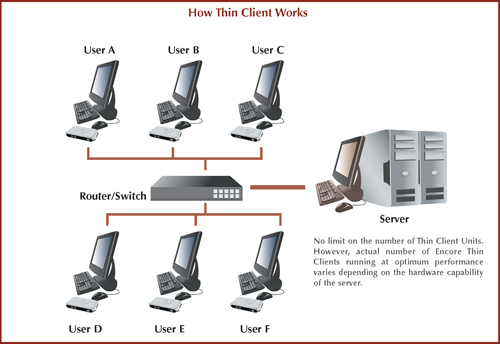 How Thin Client Works
User A
User B
User C
Router/Switch
Server
No limit on the number of Thin Client Units.
However, actual number of Encore Thin
Clients running at optimum performance
varies depending on the hardware capability
of the server.
User D
User E
User F